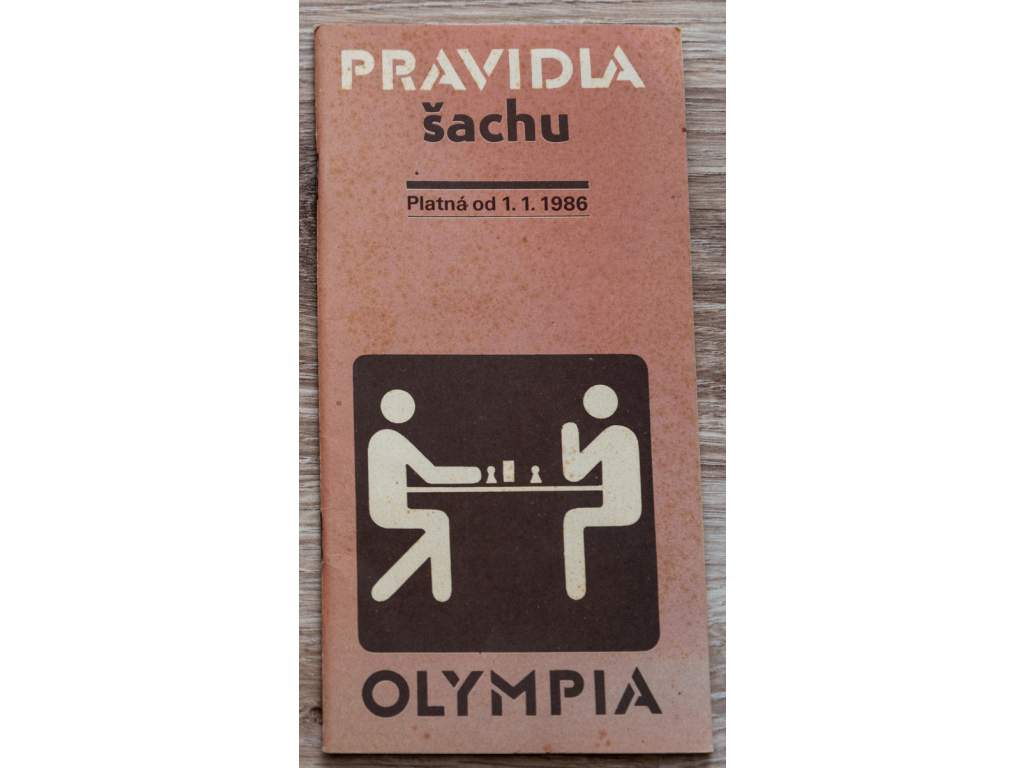 PRAVIDLA
šachu
Platná od 1. 1. 1986
OLYMPIA